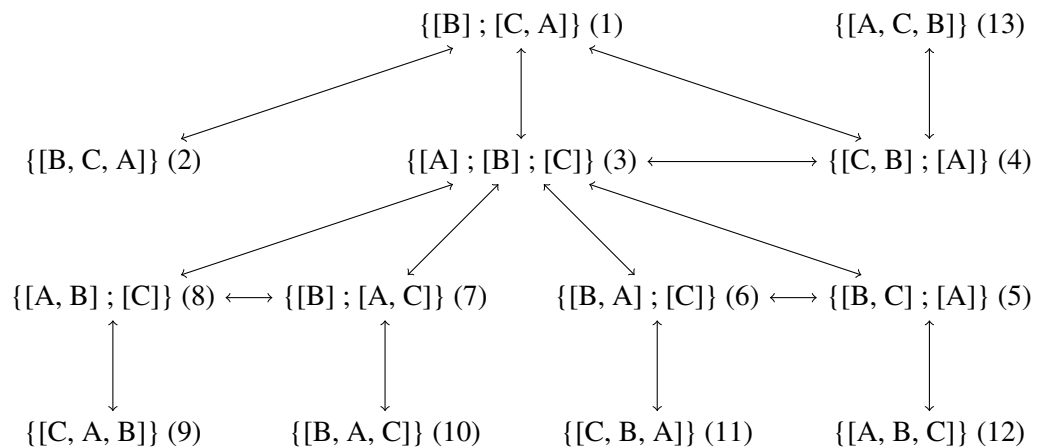 {[B] ; [C, A]} (1) {[A, C, B]} (13)
{[B, C, A]} (2) {[A] ; [B] ; [C]} (3) {[C, B] ; [A]} (4)
{[A, B] ; [C]} (8) {[B] ; [A, C]} (7) {[B, A] ; [C]} (6) {[B, C] ; [A]} (5)
{[C, A, B]} (9) {[B, A, C]} (10) {[C, B, A]} (11) {[A, B, C]} (12)